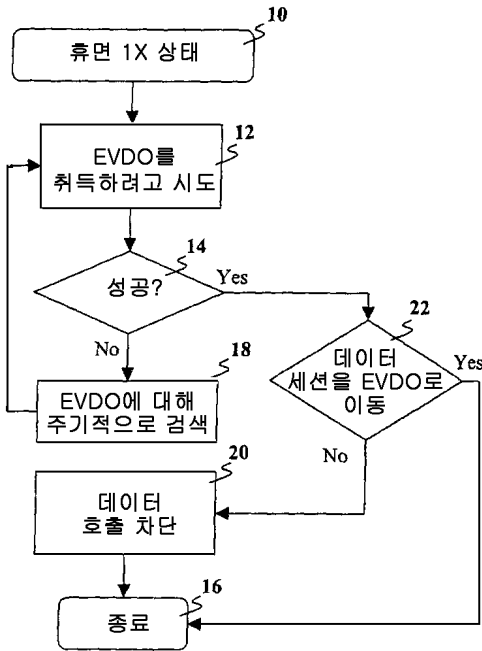 10
휴면 1X 상태
12
EVDO를
취득하려고 시도
14
성공?
Yes
No
22
데이터
세션을 EVDO로
이동
Yes
No
18
EVDO에 대해
주기적으로 검색
20
데이터
호출 차단
16
종료